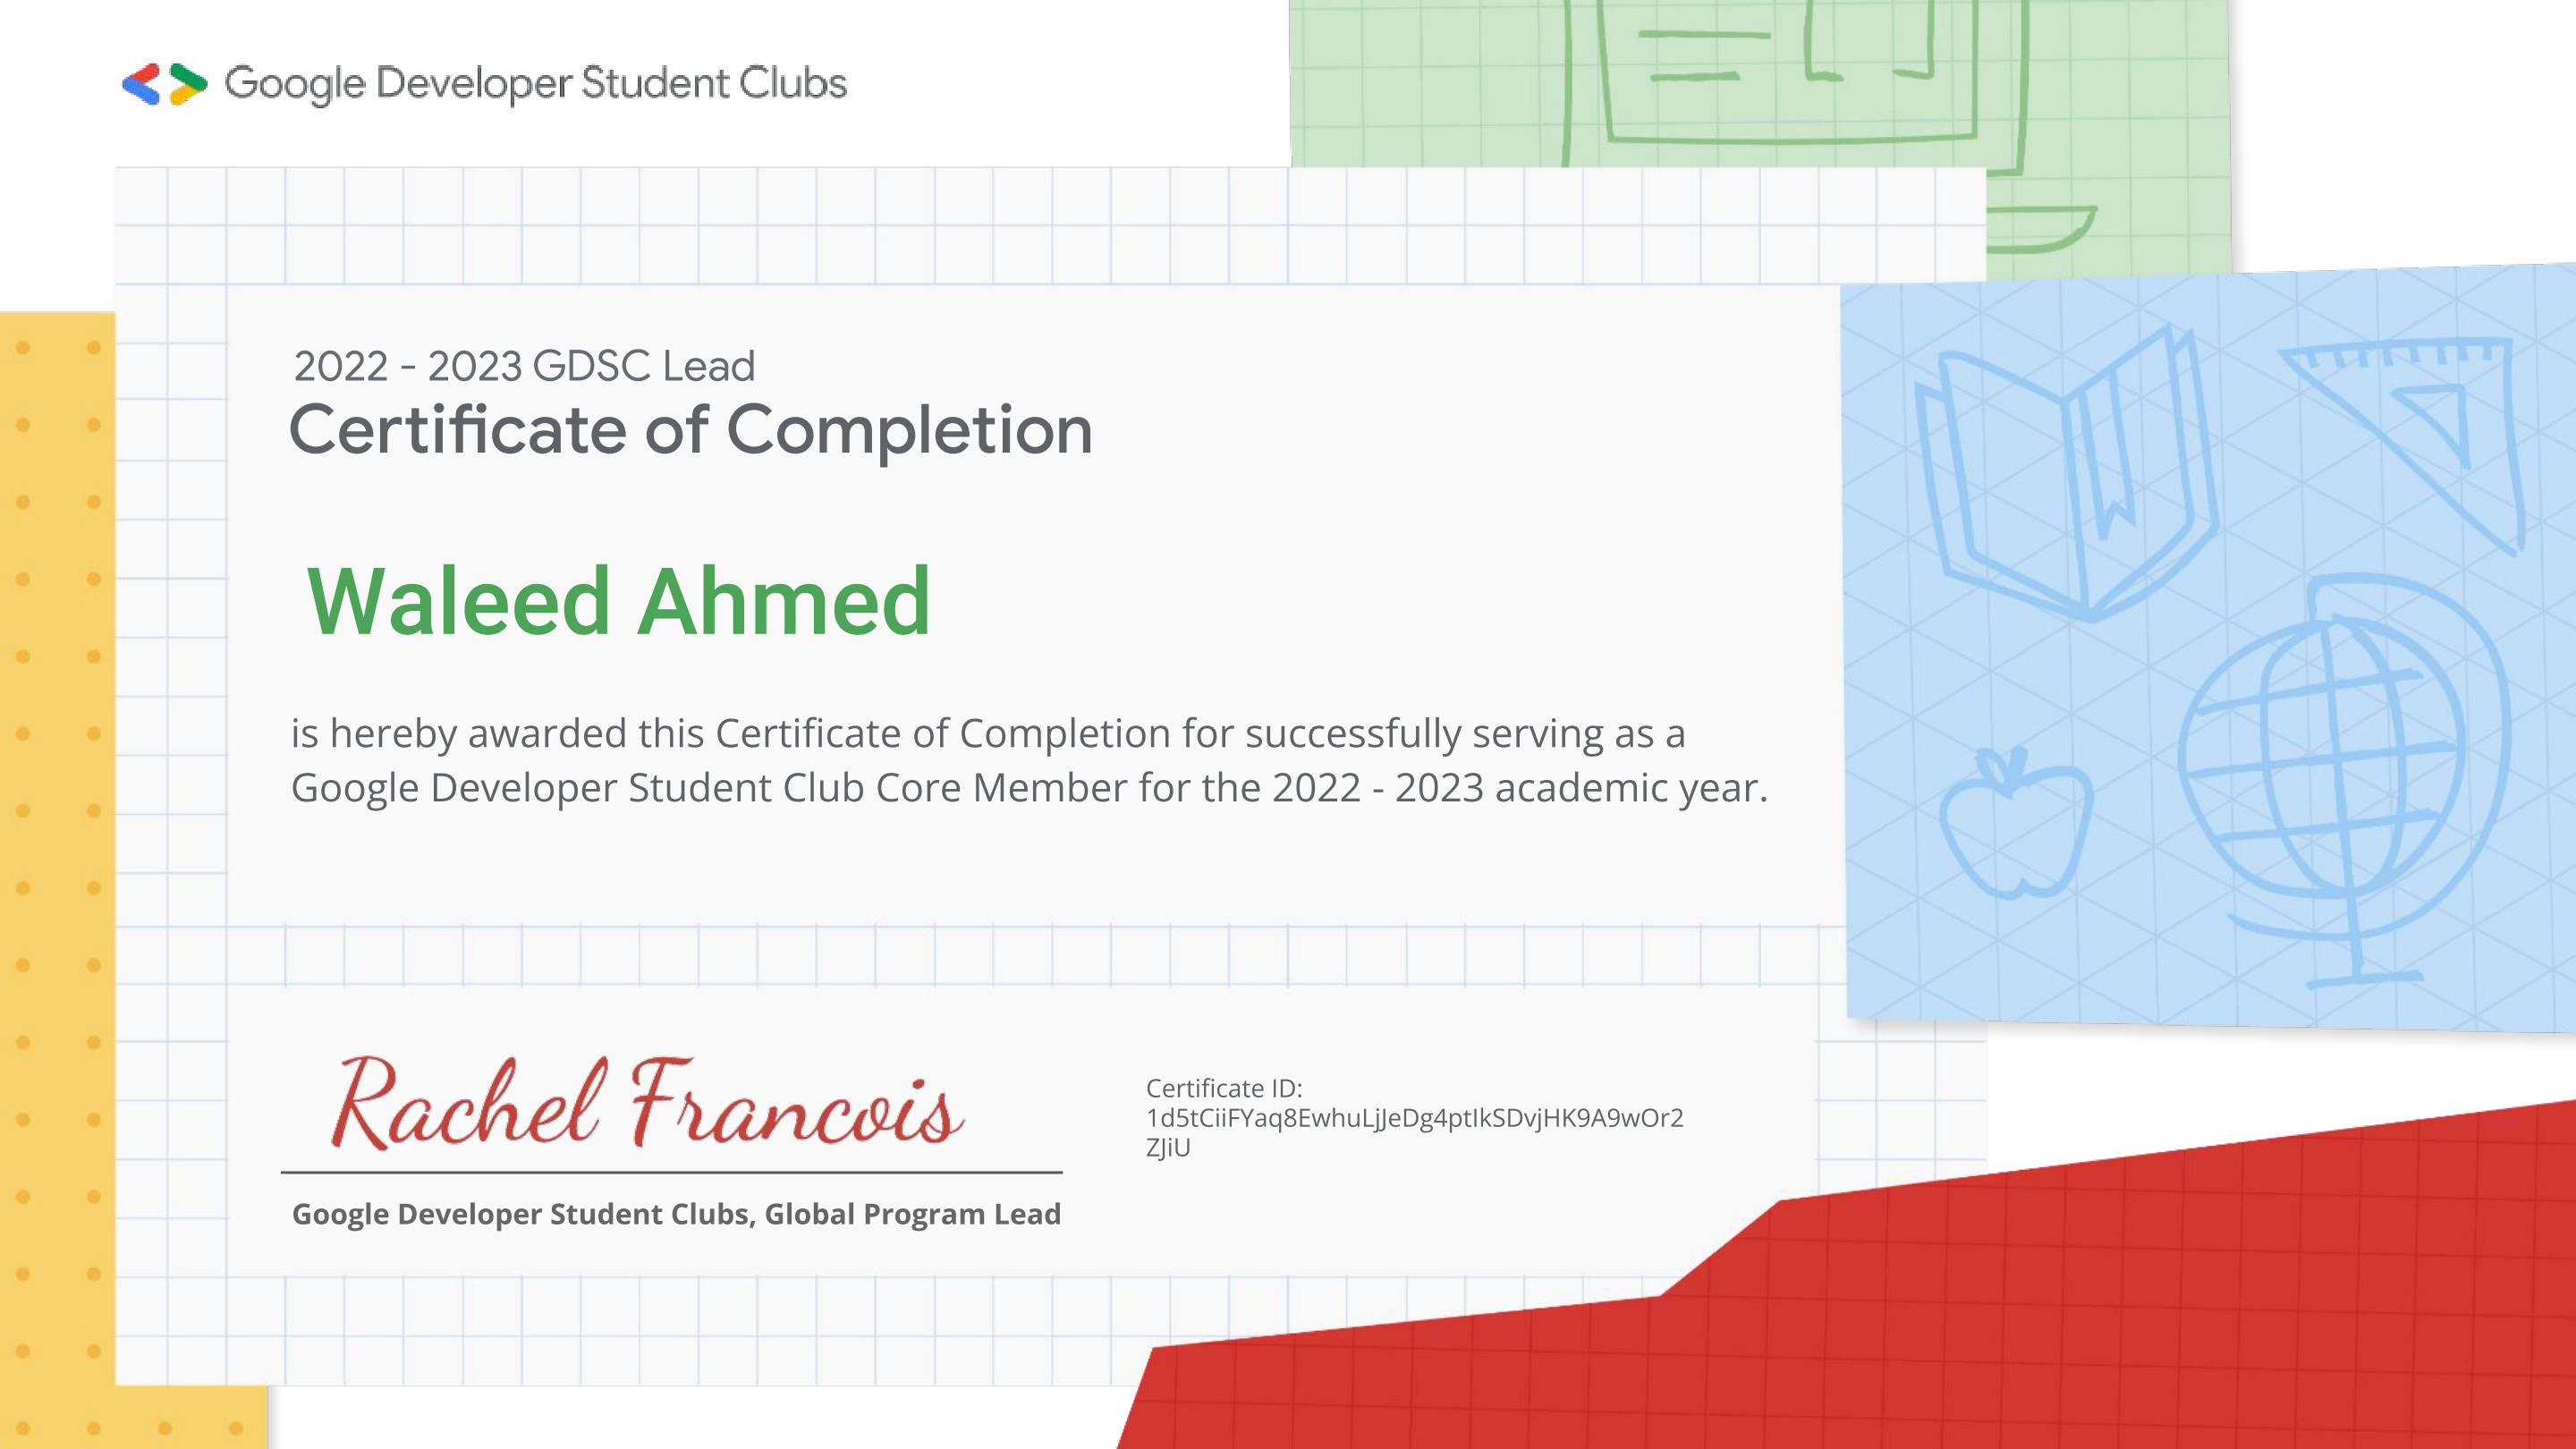 Google Developer Student Clubs
2022 - 2023 GDSC Lead
Certificate of Completion
Waleed Ahmed
is hereby awarded this Certificate of Completion for successfully serving as a
Google Developer Student Club Core Member for the 2022 - 2023 academic year.
Rachel Francois
Google Developer Student Clubs, Global Program Lead
Certificate ID:
1d5tCiiFYaq8EwhuLjJeDg4ptIkSDvjHK9A9wOr2
ZJiU